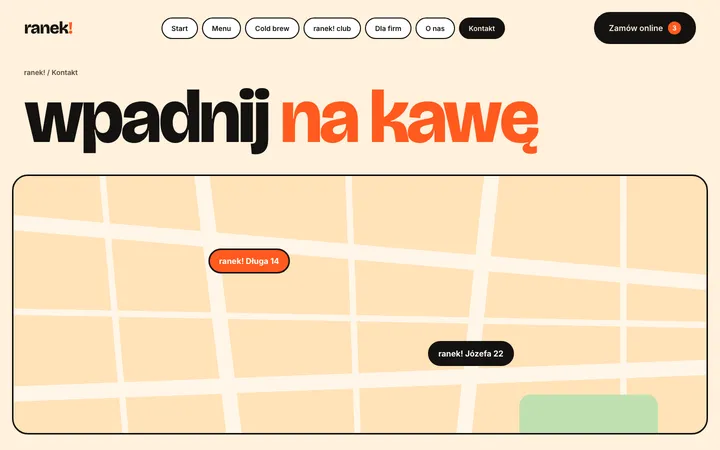 ranek!
Start
Menu
Cold brew
ranek! club
Dla firm
O nas
Kontakt
Zamów online 3
ranek! / Kontakt
wpadnij na kawę
ranek! Długa 14
ranek! Józefa 22